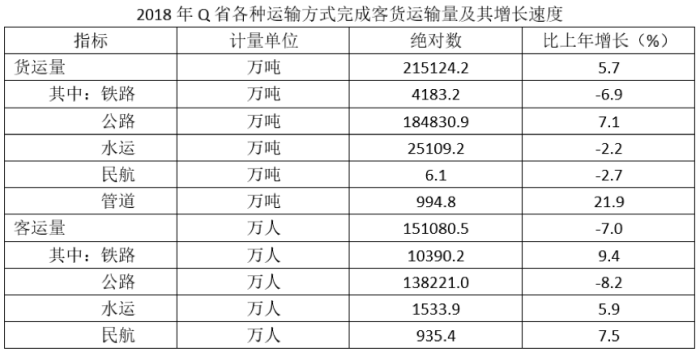 2018 年 Q 省各种运输方式完成客货运输量及其增长速度
指标 计量单位 绝对数 比上年增长（%）
货运量 万吨 215124.2 5.7
其中：铁路 万吨 4183.2 -6.9
公路 万吨 184830.9 7.1
水运 万吨 25109.2 -2.2
民航 万吨 6.1 -2.7
管道 万吨 994.8 21.9
客运量 万人 151080.5 -7.0
其中：铁路 万人 10390.2 9.4
公路 万人 138221.0 -8.2
水运 万人 1533.9 5.9
民航 万人 935.4 7.5